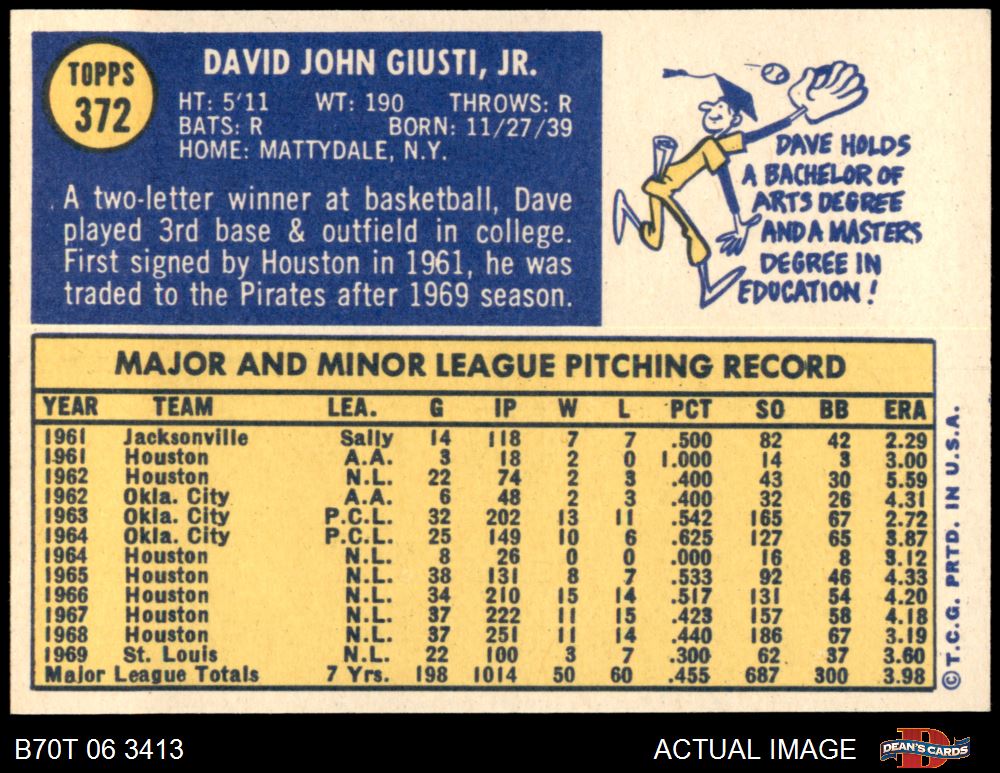 TOPPS
372
DAVID JOHN GIUSTI, JR.
HT: 5'11 WT: 190 THROWS: R
BATS: R BORN: 11/27/39
HOME: MATTYDALE, N.Y.
A two-letter winner at basketball, Dave
played 3rd base & outfield in college.
First signed by Houston in 1961, he was
traded to the Pirates after 1969 season.
DAVE HOLDS
A BACHELOR OF
ARTS DEGREE
AND A MASTERS
DEGREE IN
EDUCATION!
MAJOR AND MINOR LEAGUE PITCHING RECORD
YEAR TEAM LEA. G IP W L PCT SO BB ERA
1961 Jacksonville Sally 14 118 7 7 .500 82 42 2.29
1961 Houston A.A. 3 18 2 0 1.000 14 3 3.00
1962 Houston N.L. 22 74 2 3 .400 43 30 5.59
1962 Okla. City A.A. 6 48 2 3 .400 32 26 4.31
1963 Okla. City P.C.L. 32 202 13 11 .542 165 67 2.72
1964 Okla. City P.C.L. 25 149 10 6 .625 127 65 3.87
1964 Houston N.L. 8 26 0 0 .000 16 8 3.12
1965 Houston N.L. 38 131 8 7 .533 92 46 4.33
1966 Houston N.L. 34 210 15 14 .517 131 54 4.20
1967 Houston N.L. 37 222 11 15 .423 157 58 4.18
1968 Houston N.L. 37 251 11 14 .440 186 67 3.19
1969 St. Louis N.L. 22 100 3 7 .300 62 37 3.60
Major League Totals 7 Yrs. 198 1014 50 60 .455 687 300 3.98
© T.C.G. PRTD. IN U.S.A.
B70T 06 3413
ACTUAL IMAGE
D
DEAN'S CARDS